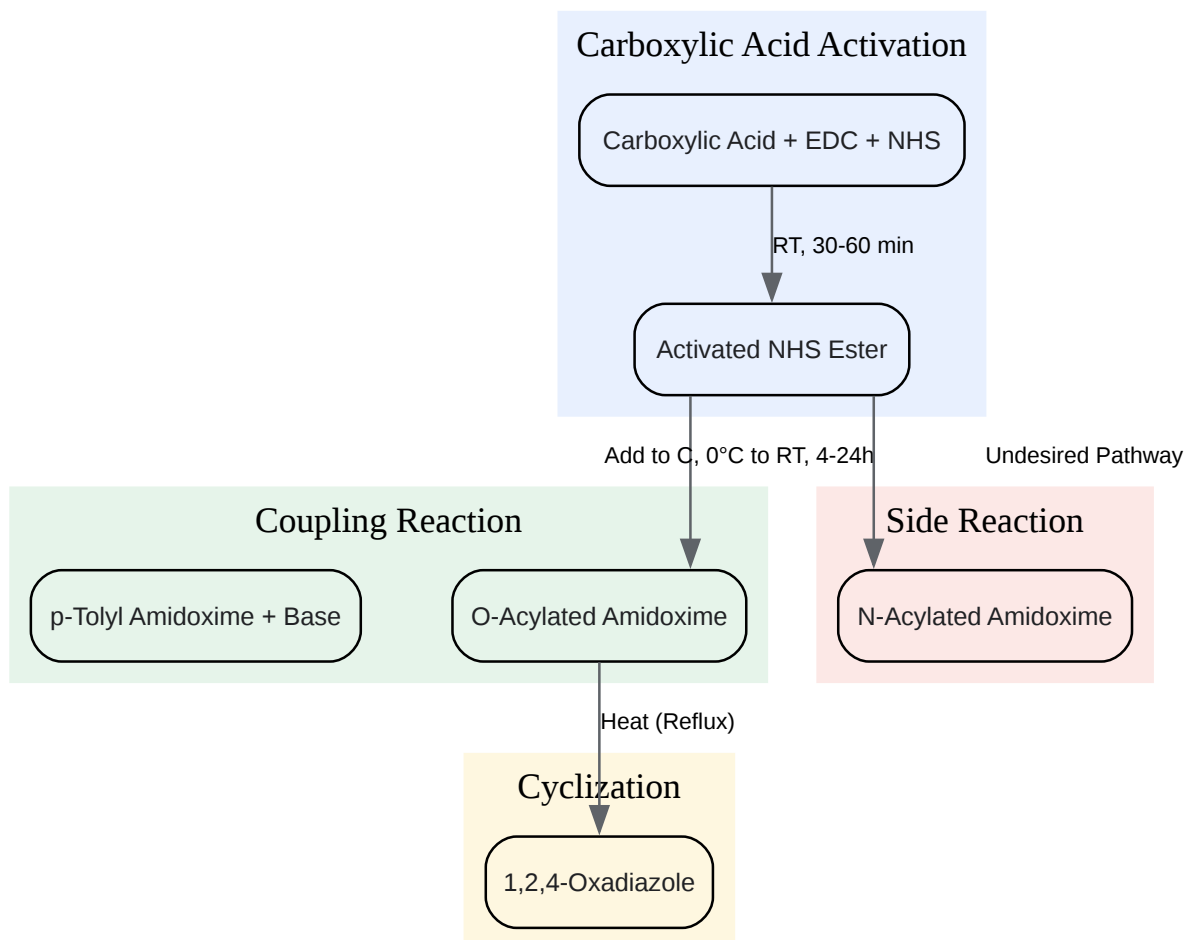 Carboxylic Acid Activation
Carboxylic Acid + EDC + NHS
RT, 30-60 min
Activated NHS Ester
Add to C, 0°C to RT, 4-24h
Undesired Pathway
Coupling Reaction
Side Reaction
p-Tolyl Amidoxime + Base
O-Acylated Amidoxime
N-Acylated Amidoxime
Heat (Reflux)
Cyclization
1,2,4-Oxadiazole